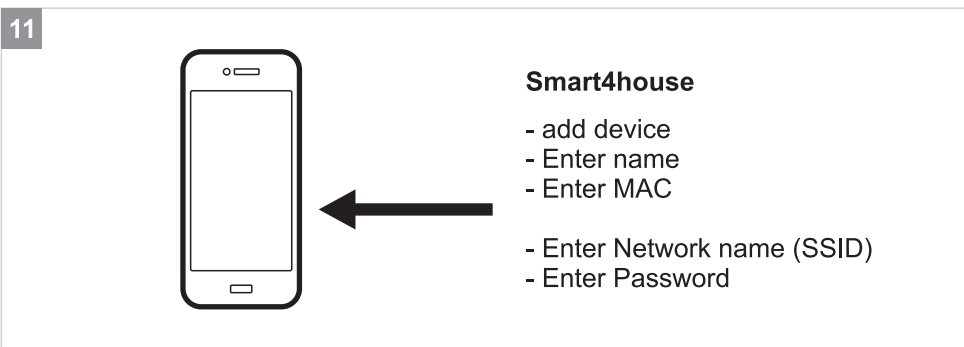 11
Smart4house
- add device
- Enter name
- Enter MAC
- Enter Network name (SSID)
- Enter Password